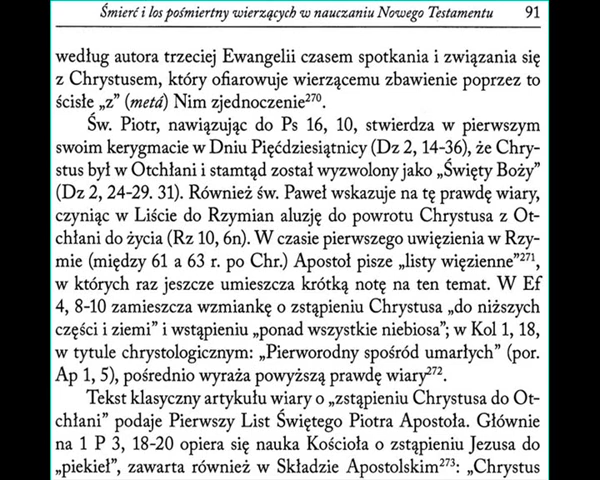 Śmierć i los pośmiertny wierzących w nauczaniu Nowego Testamentu 91
według autora trzeciej Ewangelii czasem spotkania i związania się
z Chrystusem, który ofiarowuje wierzącemu zbawienie poprzez to
ścisłe „z” (metá) Nim zjednoczenie²⁷⁰.
Św. Piotr, nawiązując do Ps 16, 10, stwierdza w pierwszym
swoim kerygmacie w Dniu Pięćdziesiątnicy (Dz 2, 14-36), że Chry-
stus był w Otchłani i stamtąd został wyzwolony jako „Święty Boży”
(Dz 2, 24-29. 31). Również św. Paweł wskazuje na tę prawdę wiary,
czyniąc w Liście do Rzymian aluzję do powrotu Chrystusa z Ot-
chłani do życia (Rz 10, 6n). W czasie pierwszego uwięzienia w Rzy-
mie (między 61 a 63 r. po Chr.) Apostoł pisze „listy więzienne”²⁷¹,
w których raz jeszcze umieszcza krótką notę na ten temat. W Ef
4, 8-10 zamieszcza wzmiankę o zstąpieniu Chrystusa „do niższych
części i ziemi” i wstąpieniu „ponad wszystkie niebiosa”; w Kol 1, 18,
w tytule chrystologicznym: „Pierworodny spośród umarłych” (por.
Ap 1, 5), pośrednio wyraża powyższą prawdę wiary²⁷².
Tekst klasyczny artykułu wiary o „zstąpieniu Chrystusa do Ot-
chłani” podaje Pierwszy List Świętego Piotra Apostoła. Głównie
na 1 P 3, 18-20 opiera się nauka Kościoła o zstąpieniu Jezusa do
„piekieł”, zawarta również w Składzie Apostolskim²⁷³: „Chrystus